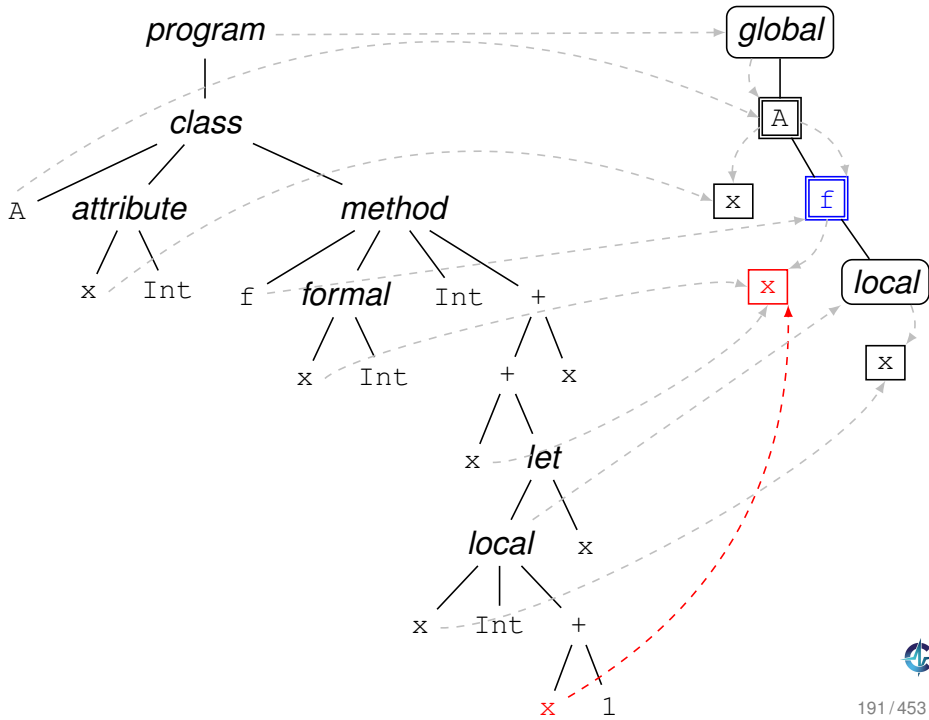 program global
class A
A attribute method x f
x Int f formal Int + x local
x Int + x x
x let
local x
x Int +
x 1
191 / 453